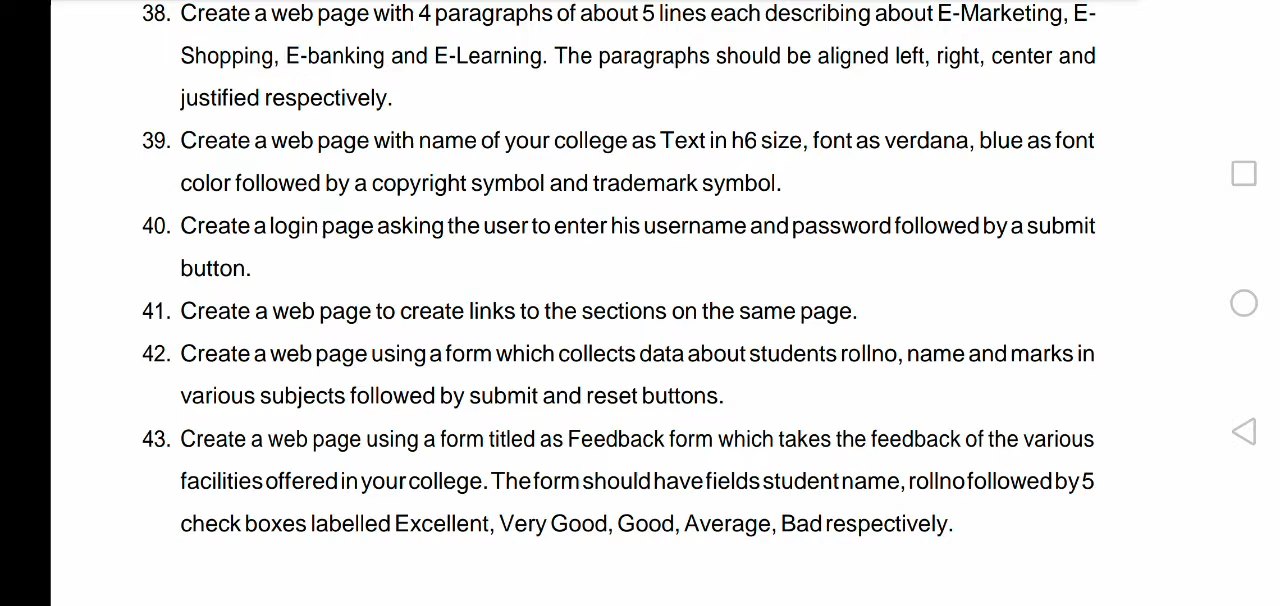 38. Create a web page with 4 paragraphs of about 5 lines each describing about E-Marketing, E-
Shopping, E-banking and E-Learning. The paragraphs should be aligned left, right, center and
justified respectively.
39. Create a web page with name of your college as Text in h6 size, font as verdana, blue as font
color followed by a copyright symbol and trademark symbol.
40. Create a login page asking the user to enter his username and password followed by a submit
button.
41. Create a web page to create links to the sections on the same page.
42. Create a web page using a form which collects data about students rollno, name and marks in
various subjects followed by submit and reset buttons.
43. Create a web page using a form titled as Feedback form which takes the feedback of the various
facilities offered in your college. The form should have fields student name, rollno followed by 5
check boxes labelled Excellent, Very Good, Good, Average, Bad respectively.